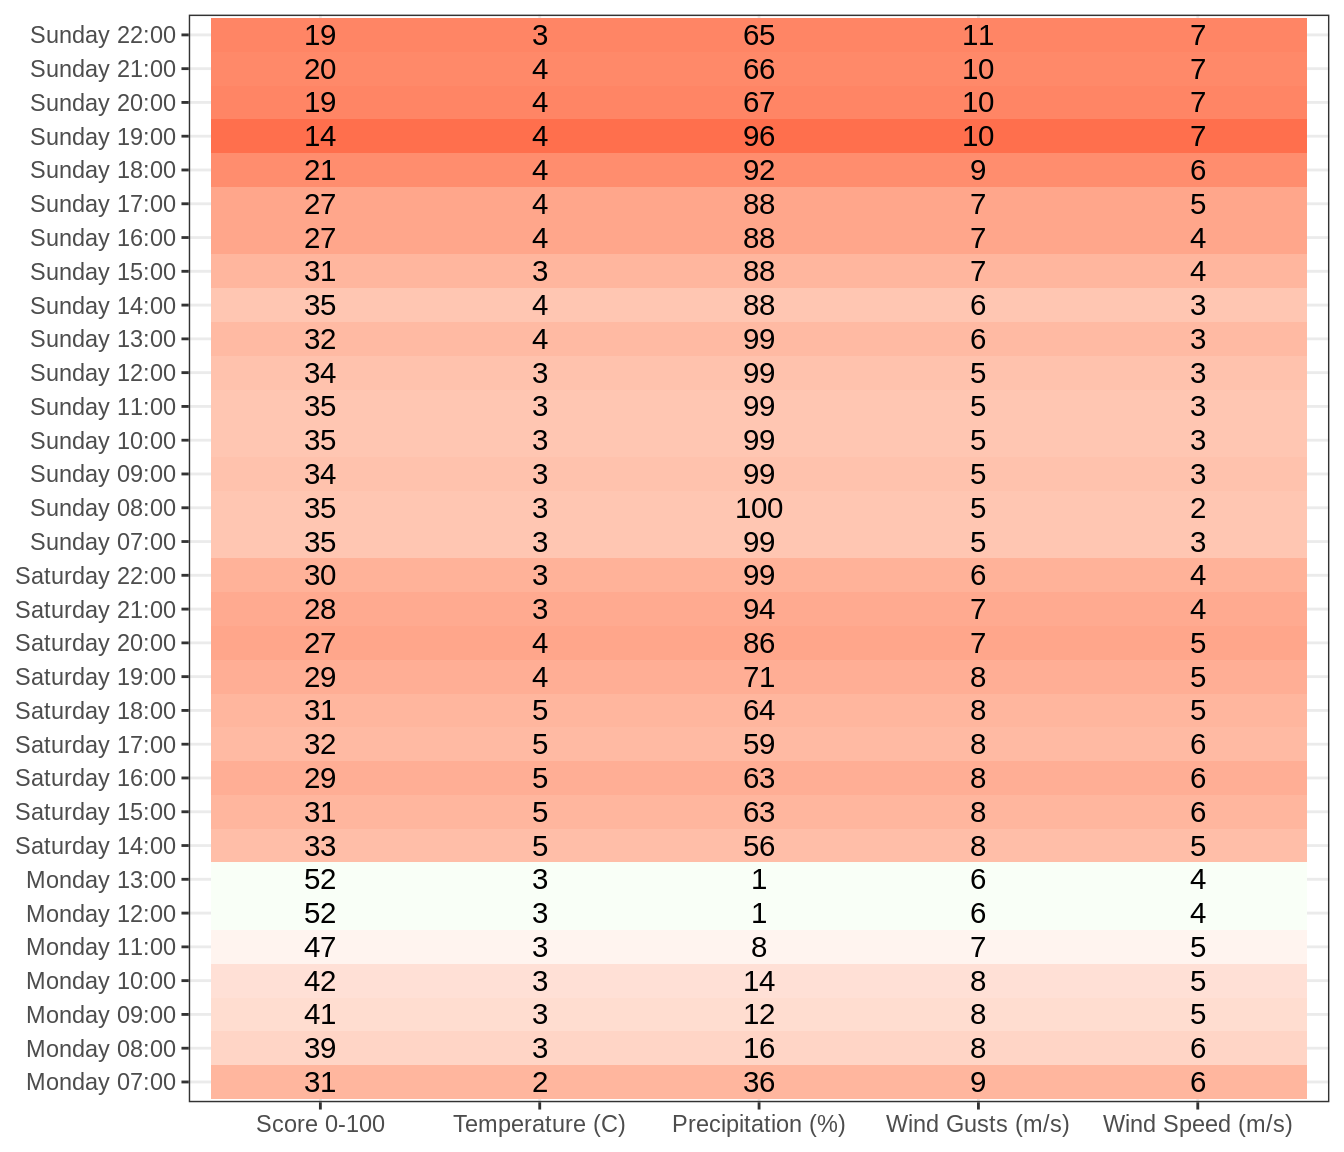 Sunday 22:00 19 3 65 11 7
Sunday 21:00 20 4 66 10 7
Sunday 20:00 19 4 67 10 7
Sunday 19:00 14 4 96 10 7
Sunday 18:00 21 4 92 9 6
Sunday 17:00 27 4 88 7 5
Sunday 16:00 27 4 88 7 4
Sunday 15:00 31 3 88 7 4
Sunday 14:00 35 4 88 6 3
Sunday 13:00 32 4 99 6 3
Sunday 12:00 34 3 99 5 3
Sunday 11:00 35 3 99 5 3
Sunday 10:00 35 3 99 5 3
Sunday 09:00 34 3 99 5 3
Sunday 08:00 35 3 100 5 2
Sunday 07:00 35 3 99 5 3
Saturday 22:00 30 3 99 6 4
Saturday 21:00 28 3 94 7 4
Saturday 20:00 27 4 86 7 5
Saturday 19:00 29 4 71 8 5
Saturday 18:00 31 5 64 8 5
Saturday 17:00 32 5 59 8 6
Saturday 16:00 29 5 63 8 6
Saturday 15:00 31 5 63 8 6
Saturday 14:00 33 5 56 8 5
Monday 13:00 52 3 1 6 4
Monday 12:00 52 3 1 6 4
Monday 11:00 47 3 8 7 5
Monday 10:00 42 3 14 8 5
Monday 09:00 41 3 12 8 5
Monday 08:00 39 3 16 8 6
Monday 07:00 31 2 36 9 6
Score 0-100 Temperature (C) Precipitation (%) Wind Gusts (m/s) Wind Speed (m/s)